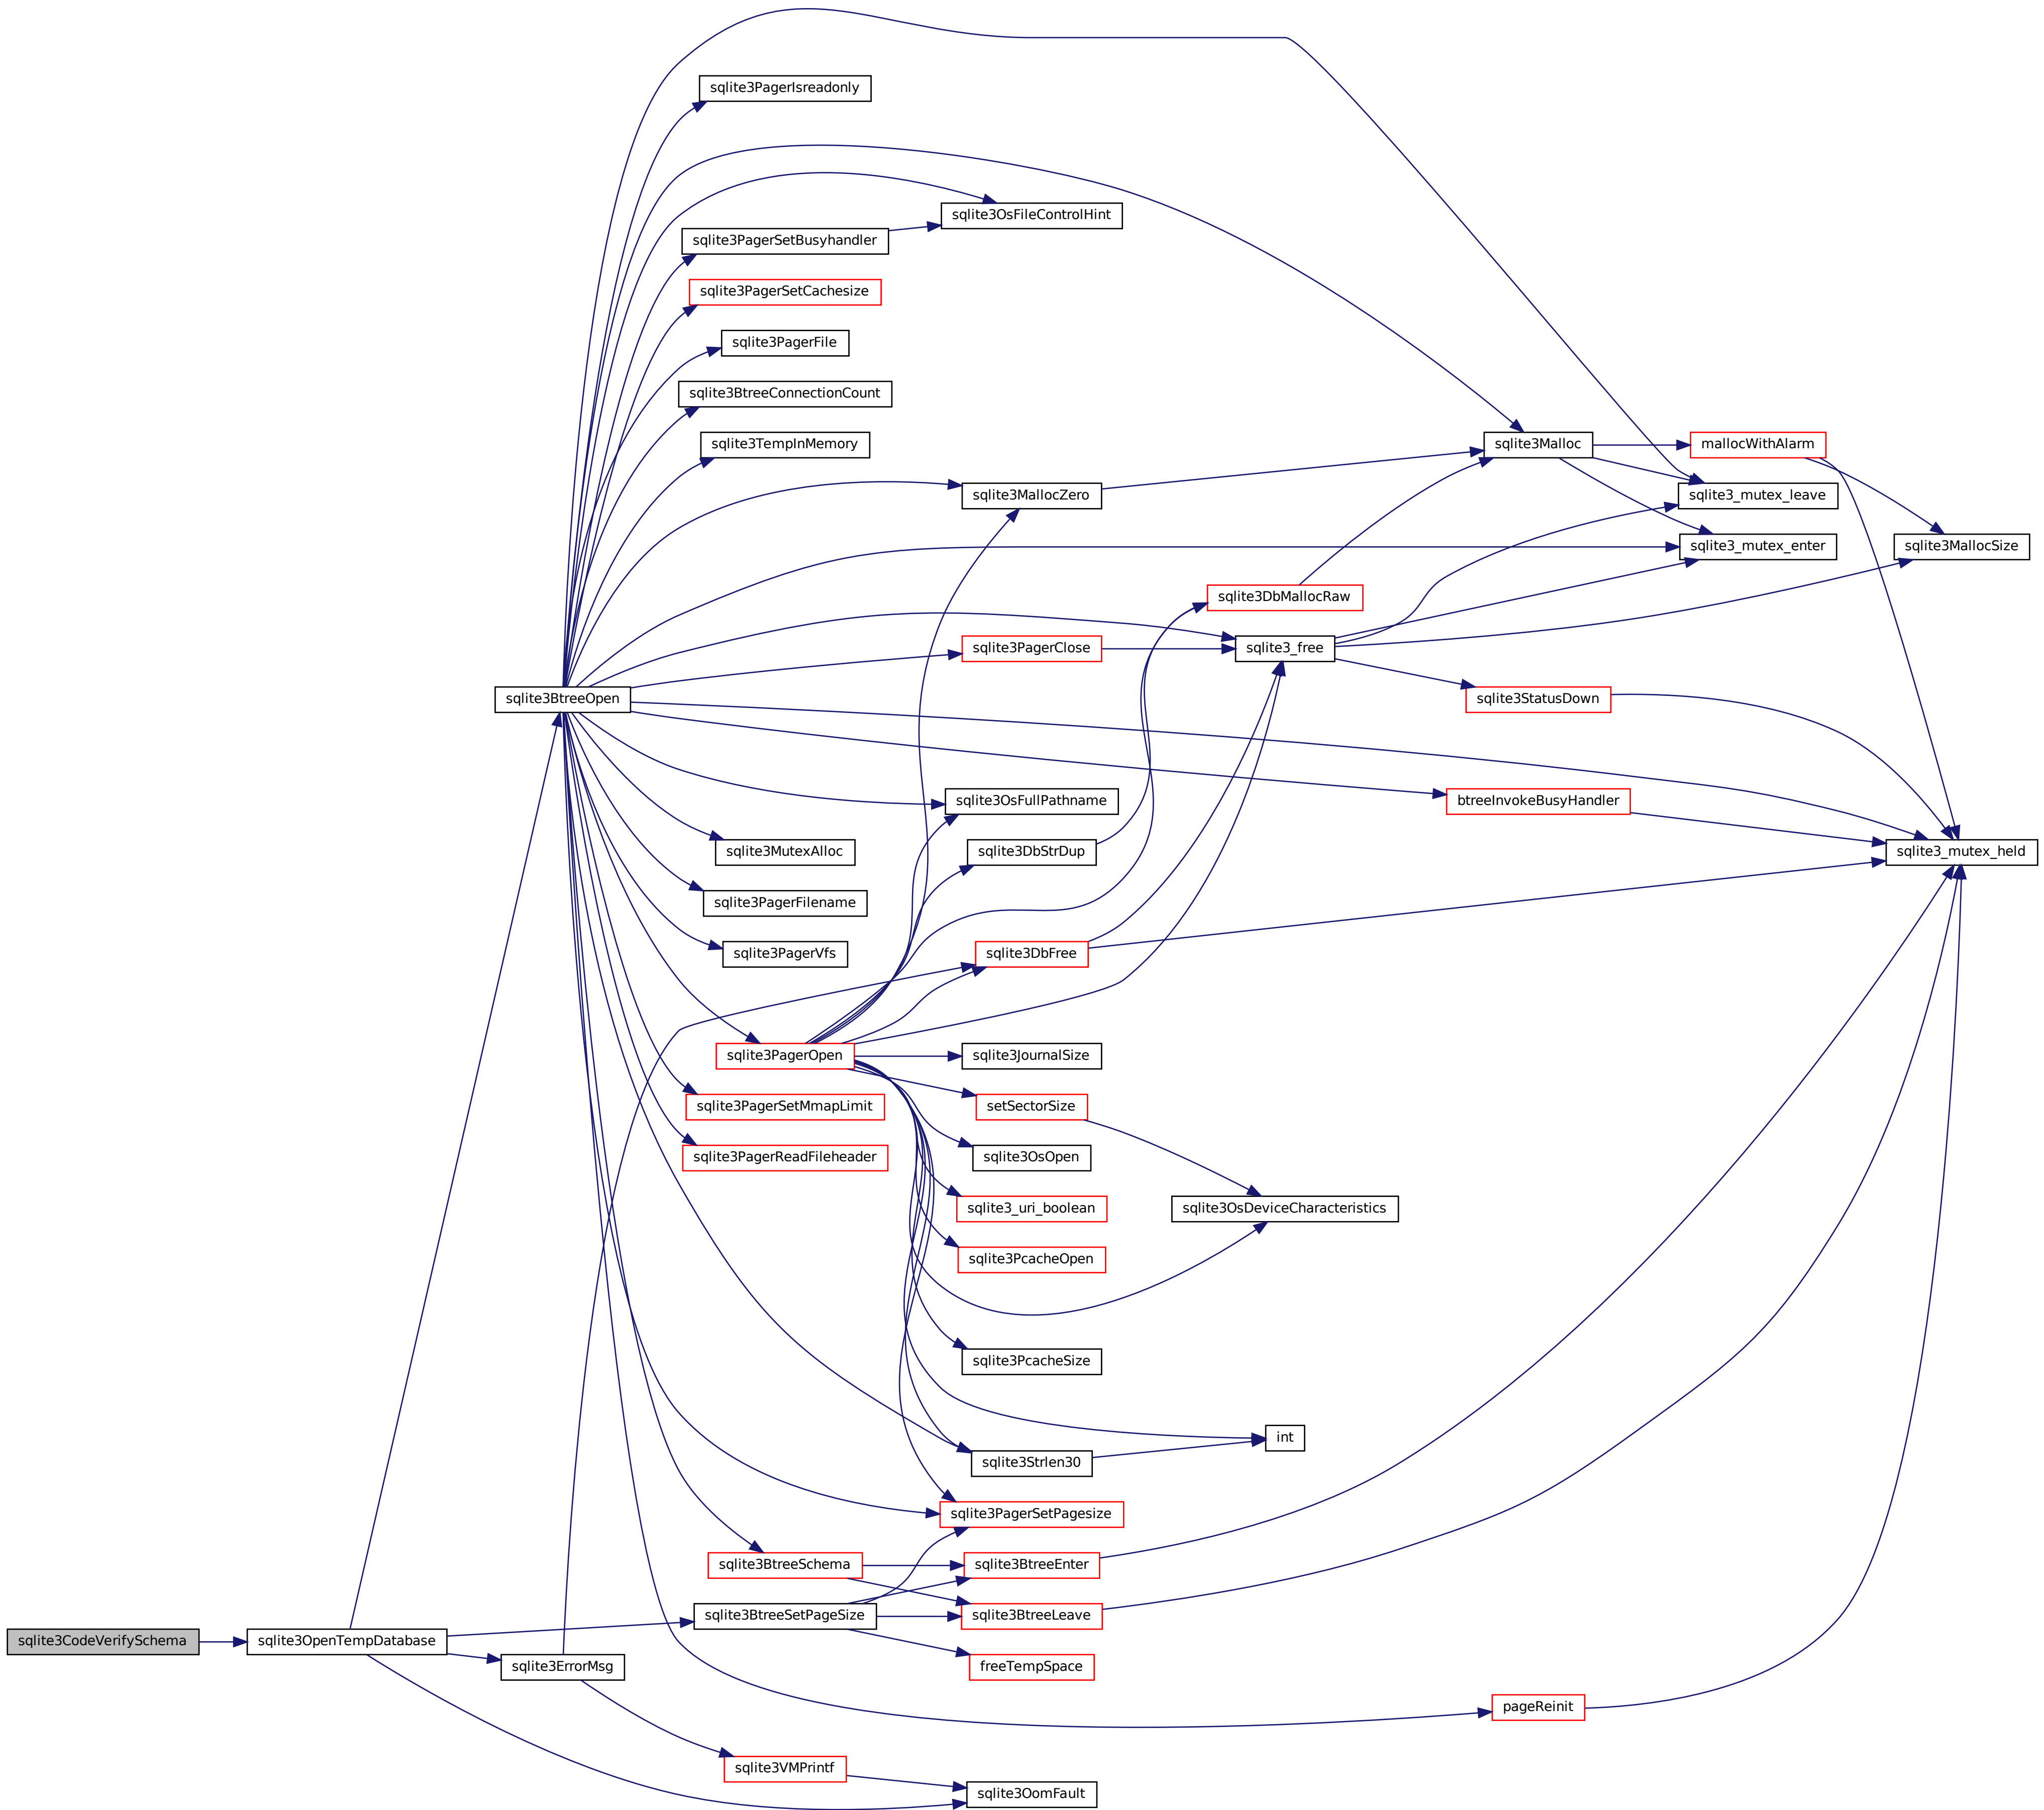 sqlite3PagerIsreadonly
sqlite3OsFileControlHint
sqlite3PagerSetBusyhandler
sqlite3PagerSetCachesize
sqlite3PagerFile
sqlite3BtreeConnectionCount
sqlite3TempInMemory
sqlite3Malloc
mallocWithAlarm
sqlite3MallocZero
sqlite3_mutex_leave
sqlite3_mutex_enter
sqlite3MallocSize
sqlite3DbMallocRaw
sqlite3PagerClose
sqlite3_free
sqlite3BtreeOpen
sqlite3StatusDown
sqlite3OsFullPathname
btreeInvokeBusyHandler
sqlite3MutexAlloc
sqlite3DbStrDup
sqlite3_mutex_held
sqlite3PagerFilename
sqlite3PagerVfs
sqlite3DbFree
sqlite3PagerOpen
sqlite3JournalSize
sqlite3PagerSetMmapLimit
setSectorSize
sqlite3PagerReadFileheader
sqlite3OsOpen
sqlite3_uri_boolean
sqlite3OsDeviceCharacteristics
sqlite3PcacheOpen
sqlite3PcacheSize
int
sqlite3Strlen30
sqlite3PagerSetPagesize
sqlite3BtreeSchema
sqlite3BtreeEnter
sqlite3BtreeSetPageSize
sqlite3BtreeLeave
sqlite3CodeVerifySchema
sqlite3OpenTempDatabase
sqlite3ErrorMsg
freeTempSpace
pageReinit
sqlite3VMPrintf
sqlite3OomFault